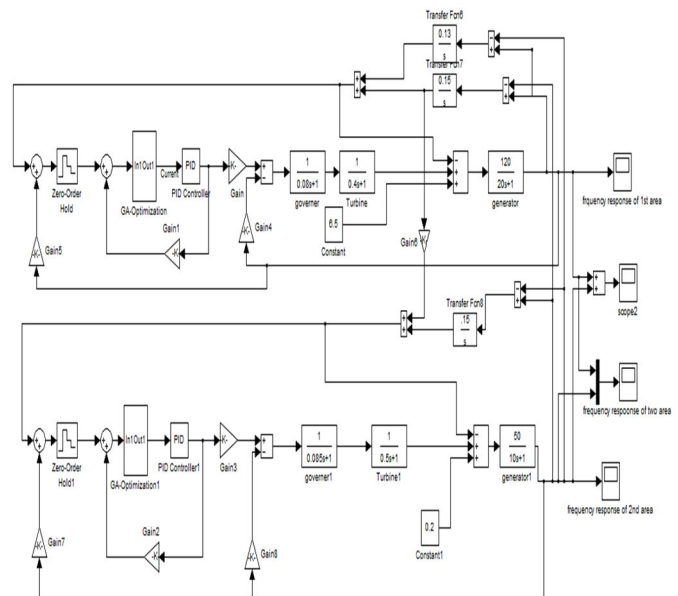 Transfer Fcn6
0.13
s
Transfer Fcn7
0.15
s
Zero-Order
Hold
In1Out1
GA-Optimization
Current
PID
PID Controller
-K-
Gain
1
0.08s+1
governer
1
0.4s+1
Turbine
120
20s+1
generator
frquency response of 1st area
-K-
Gain5
-K-
Gain1
-K-
Gain4
6.5
Constant
-K-
Gain6
Transfer Fcn8
.15
s
scope2
frequency respoonse of two area
Zero-Order
Hold1
In1Out1
GA-Optimization1
PID
PID Controller1
-K-
Gain3
1
0.085s+1
governer1
1
0.5s+1
Turbine1
50
10s+1
generator1
frequency response of 2nd area
-K-
Gain7
-K-
Gain2
-K-
Gain8
0.2
Constant1